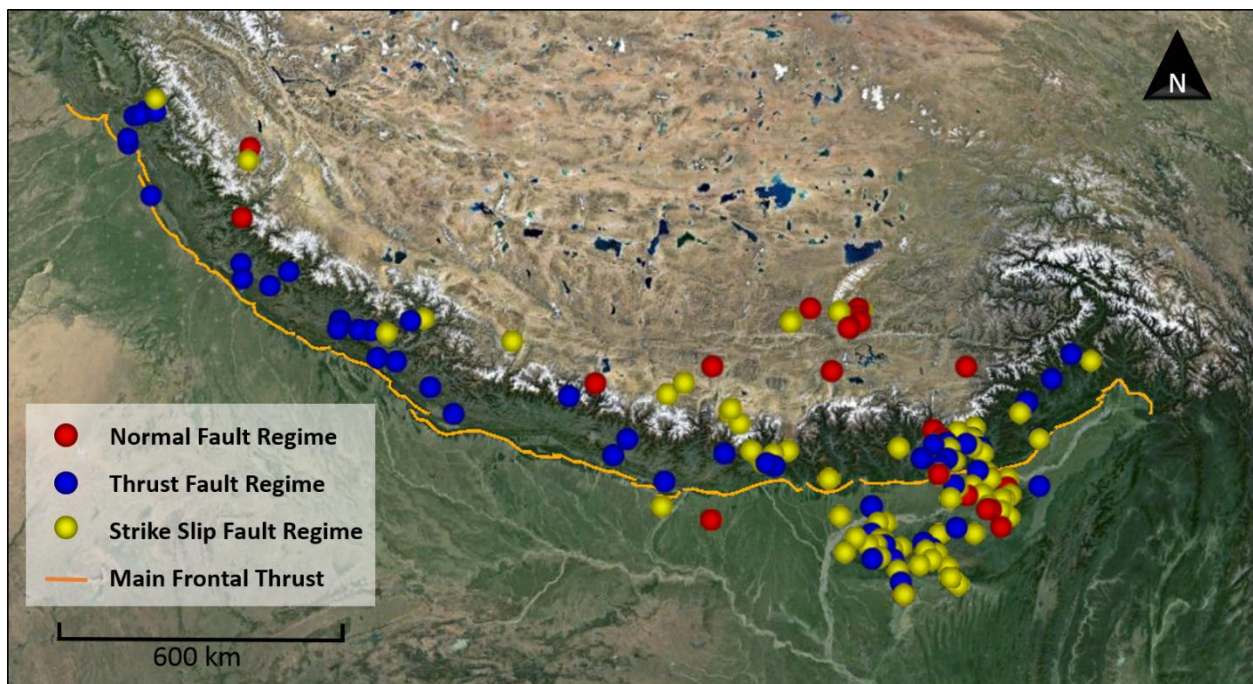 N
Normal Fault Regime
Thrust Fault Regime
Strike Slip Fault Regime
Main Frontal Thrust
600 km